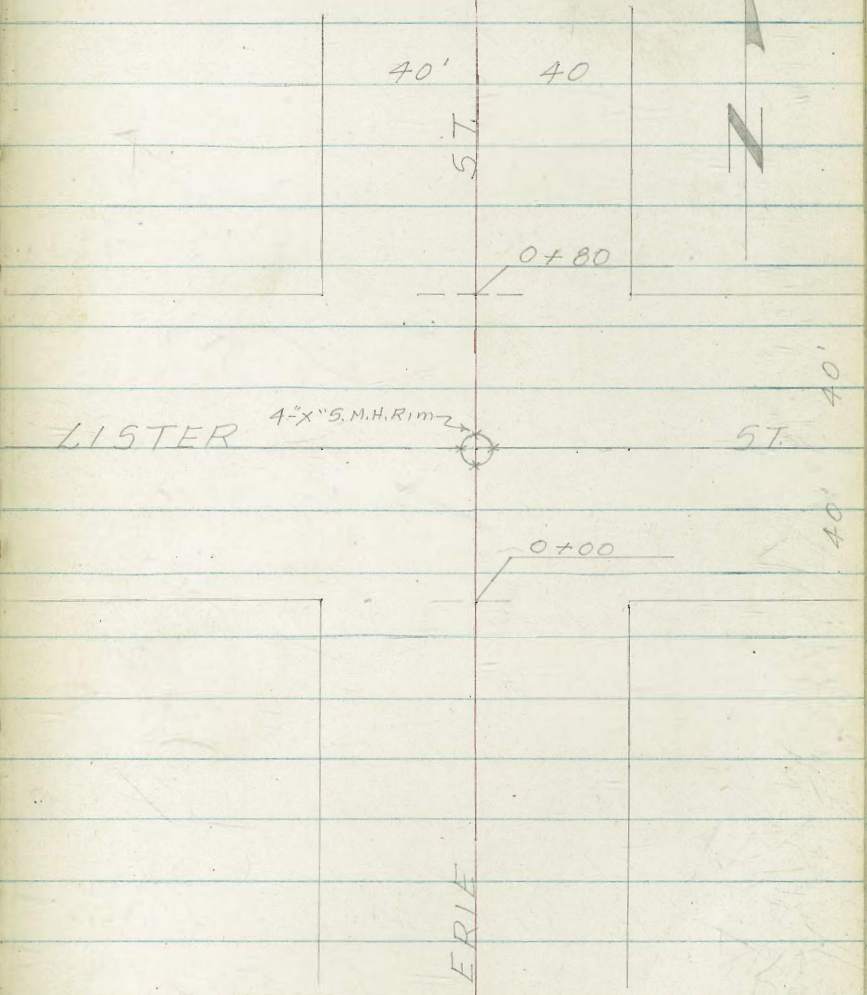 40' 40
ST.
N
0+80
40'
4-"X" S.M.H. Rim
LISTER ST.
40'
0+00
ERIE